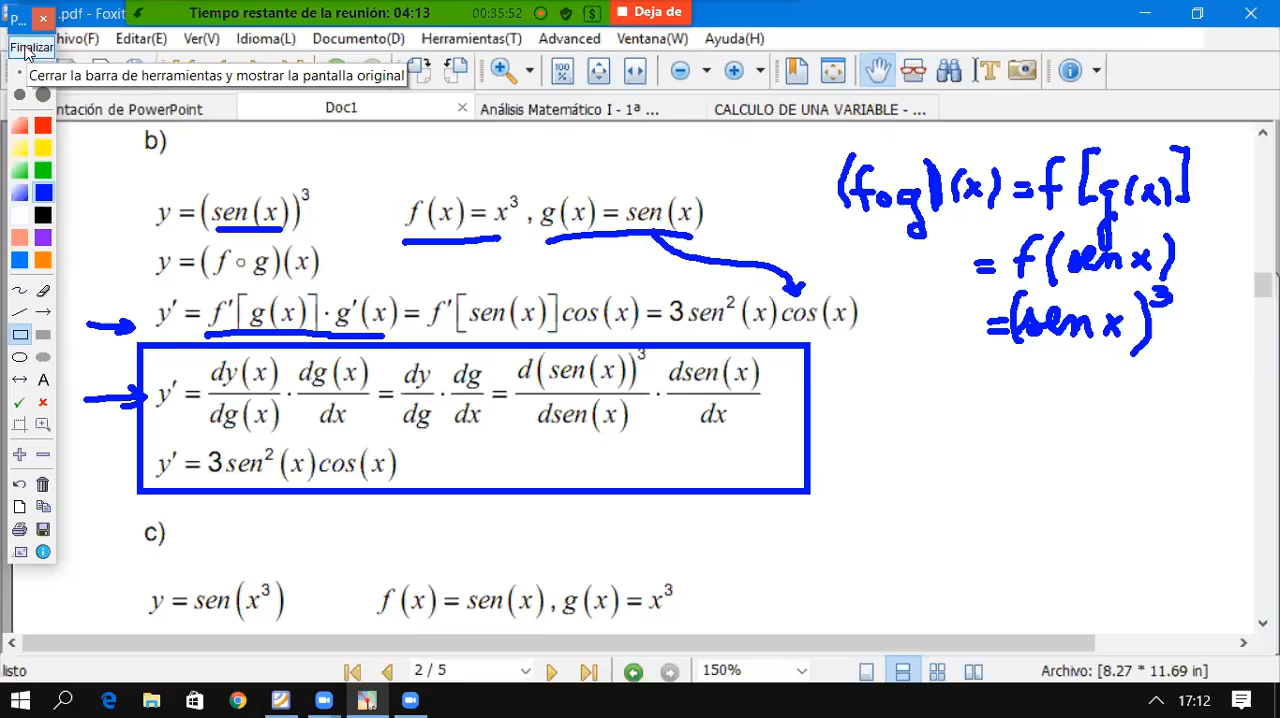 P...
.pdf - Foxit
Tiempo restante de la reunión: 04:13
00:35:52
Deja de
Finalizar
hivo(F)
Editar(E)
Ver(V)
Idioma(L)
Documento(D)
Herramientas(T)
Advanced
Ventana(W)
Ayuda(H)
Cerrar la barra de herramientas y mostrar la pantalla original
ntación de PowerPoint
Doc1
Análisis Matemático I - 1ª ...
CALCULO DE UNA VARIABLE - ...
b)
y = (sen(x))³ f(x) = x³ , g(x) = sen(x)
(fog)(x) = f[g(x)]
y = (f ∘ g)(x)
= f(sen x)
y' = f'[g(x)]·g'(x) = f'[sen(x)]cos(x) = 3sen²(x)cos(x)
= (sen x)³
y' = dy(x)/dg(x) · dg(x)/dx = dy/dg · dg/dx = d(sen(x))³/dsen(x) · dsen(x)/dx
y' = 3sen²(x)cos(x)
c)
y = sen(x³) f(x) = sen(x), g(x) = x³
listo
2 / 5
150%
Archivo: [8.27 * 11.69 in]
17:12